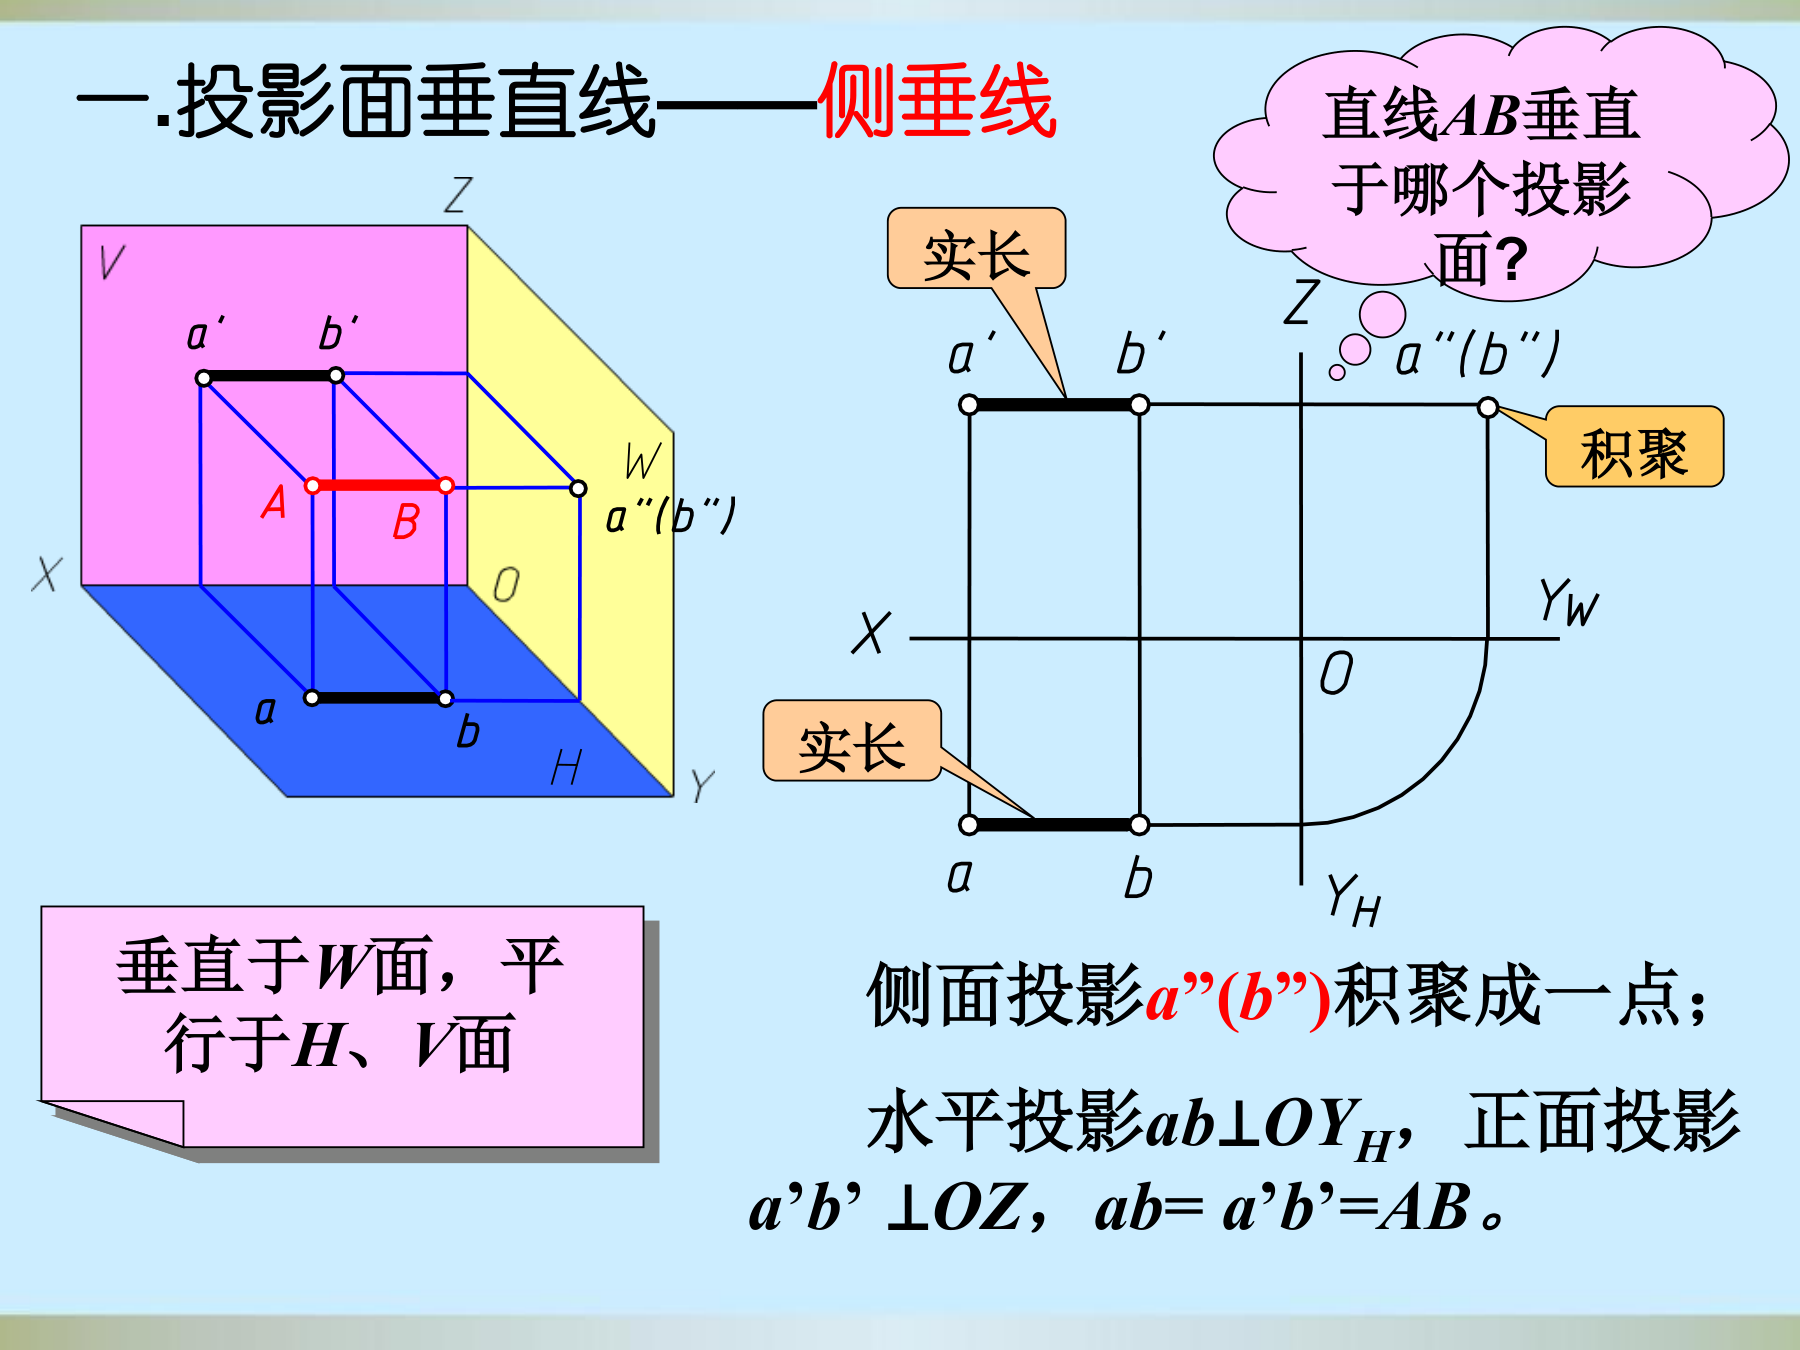 一.投影面垂直线——侧垂线
直线AB垂直
于哪个投影
面?
Z
V
a′ b′
W
A B
a″(b″)
X
O
a
b
H
Y
实长
Z
a′ b′ a″(b″)
积聚
X
YW
O
实长
a b
YH
垂直于W面，平
行于H、V面
侧面投影a”(b”)积聚成一点；
水平投影ab⊥OYH，正面投影
a’b’ ⊥OZ，ab= a’b’=AB。